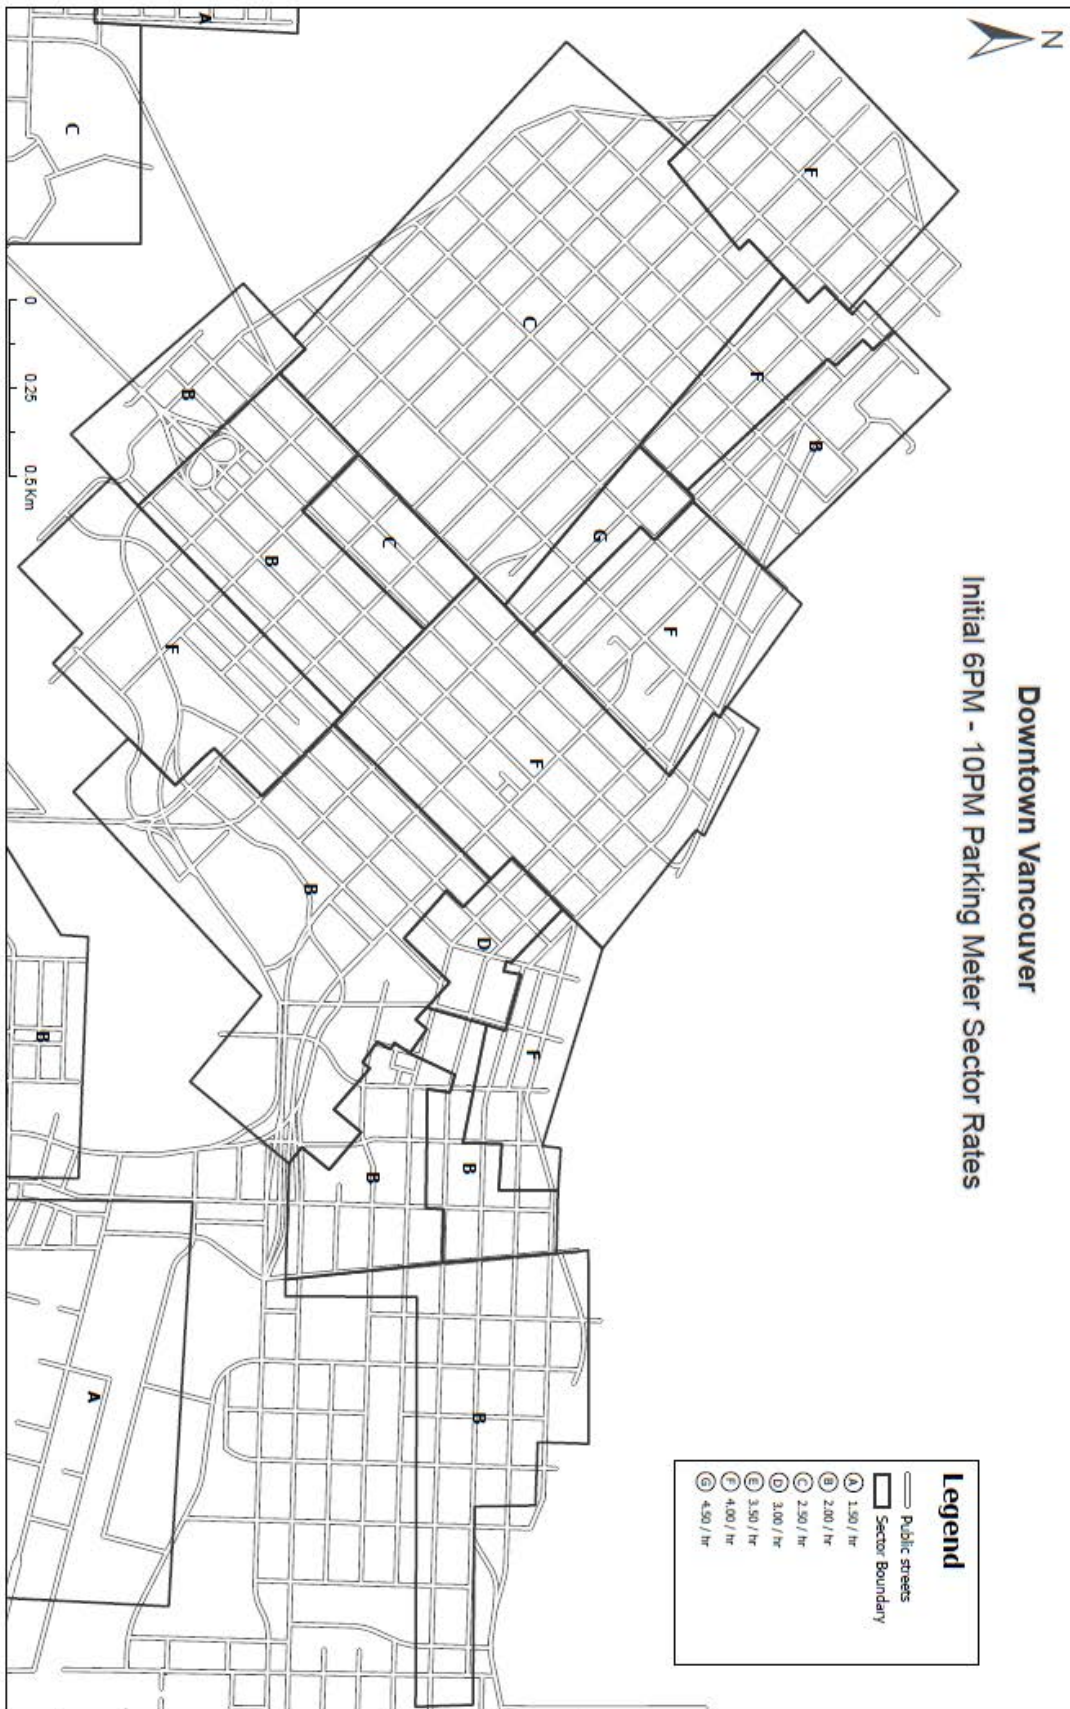 N
Downtown Vancouver
Initial 6PM - 10PM Parking Meter Sector Rates
Legend
Public streets
Sector Boundary
A 1.50 / hr
B 2.00 / hr
C 2.50 / hr
D 3.00 / hr
E 3.50 / hr
F 4.00 / hr
G 4.50 / hr
F
B
F
F
G
F
F
C
D
B
B
C
B
B
B
A
B
F
A
C
B
0 0.25 0.5 Km